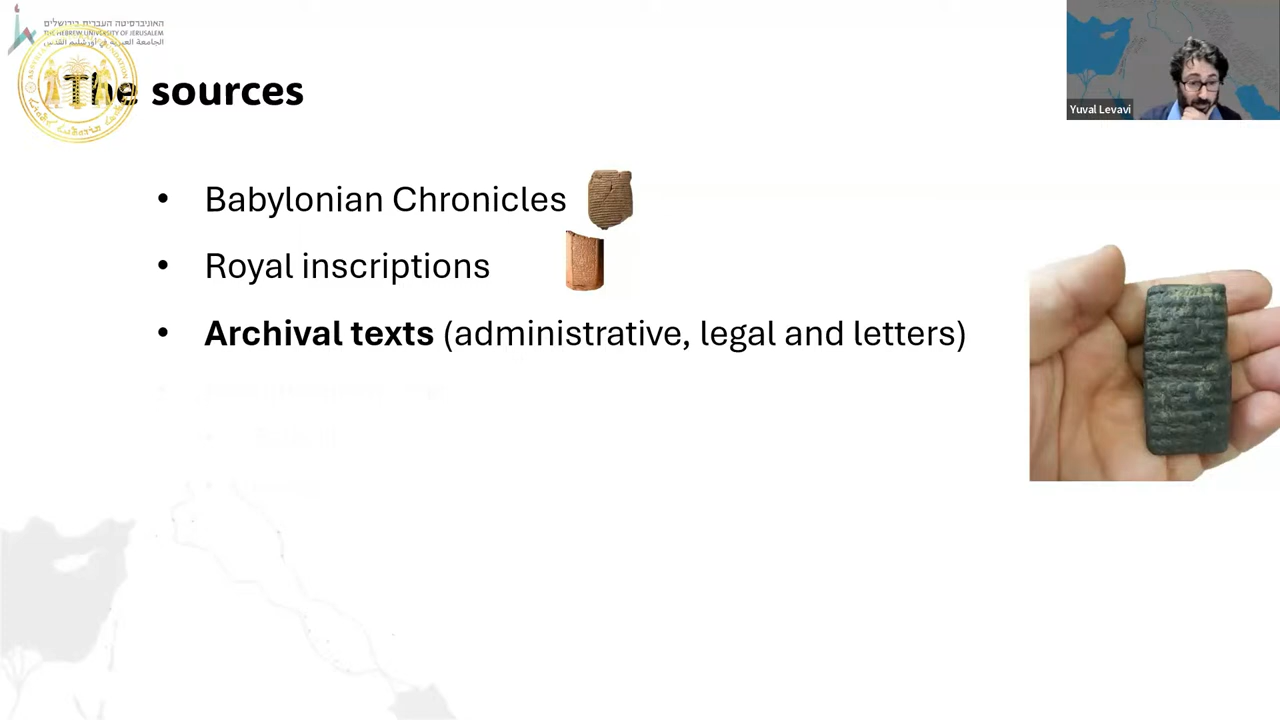 האוניברסיטה העברית בירושלים
THE HEBREW UNIVERSITY OF JERUSALEM
الجامعة العبرية في اورشليم القدس
The sources
Yuval Levavi
• Babylonian Chronicles
• Royal inscriptions
• Archival texts (administrative, legal and letters)